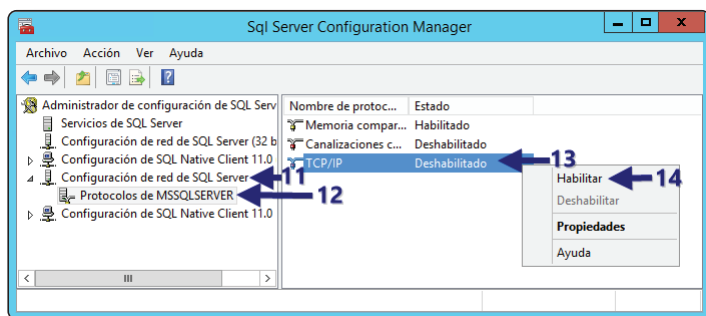 Sql Server Configuration Manager
Archivo Acción Ver Ayuda
Administrador de configuración de SQL Serv
Servicios de SQL Server
Configuración de red de SQL Server (32 b
Configuración de SQL Native Client 11.0
Configuración de red de SQL Server
Protocolos de MSSQLSERVER
Configuración de SQL Native Client 11.0
Nombre de protoc... Estado
Memoria compar... Habilitado
Canalizaciones c... Deshabilitado
TCP/IP Deshabilitado
11
12
13
Habilitar
14
Deshabilitar
Propiedades
Ayuda